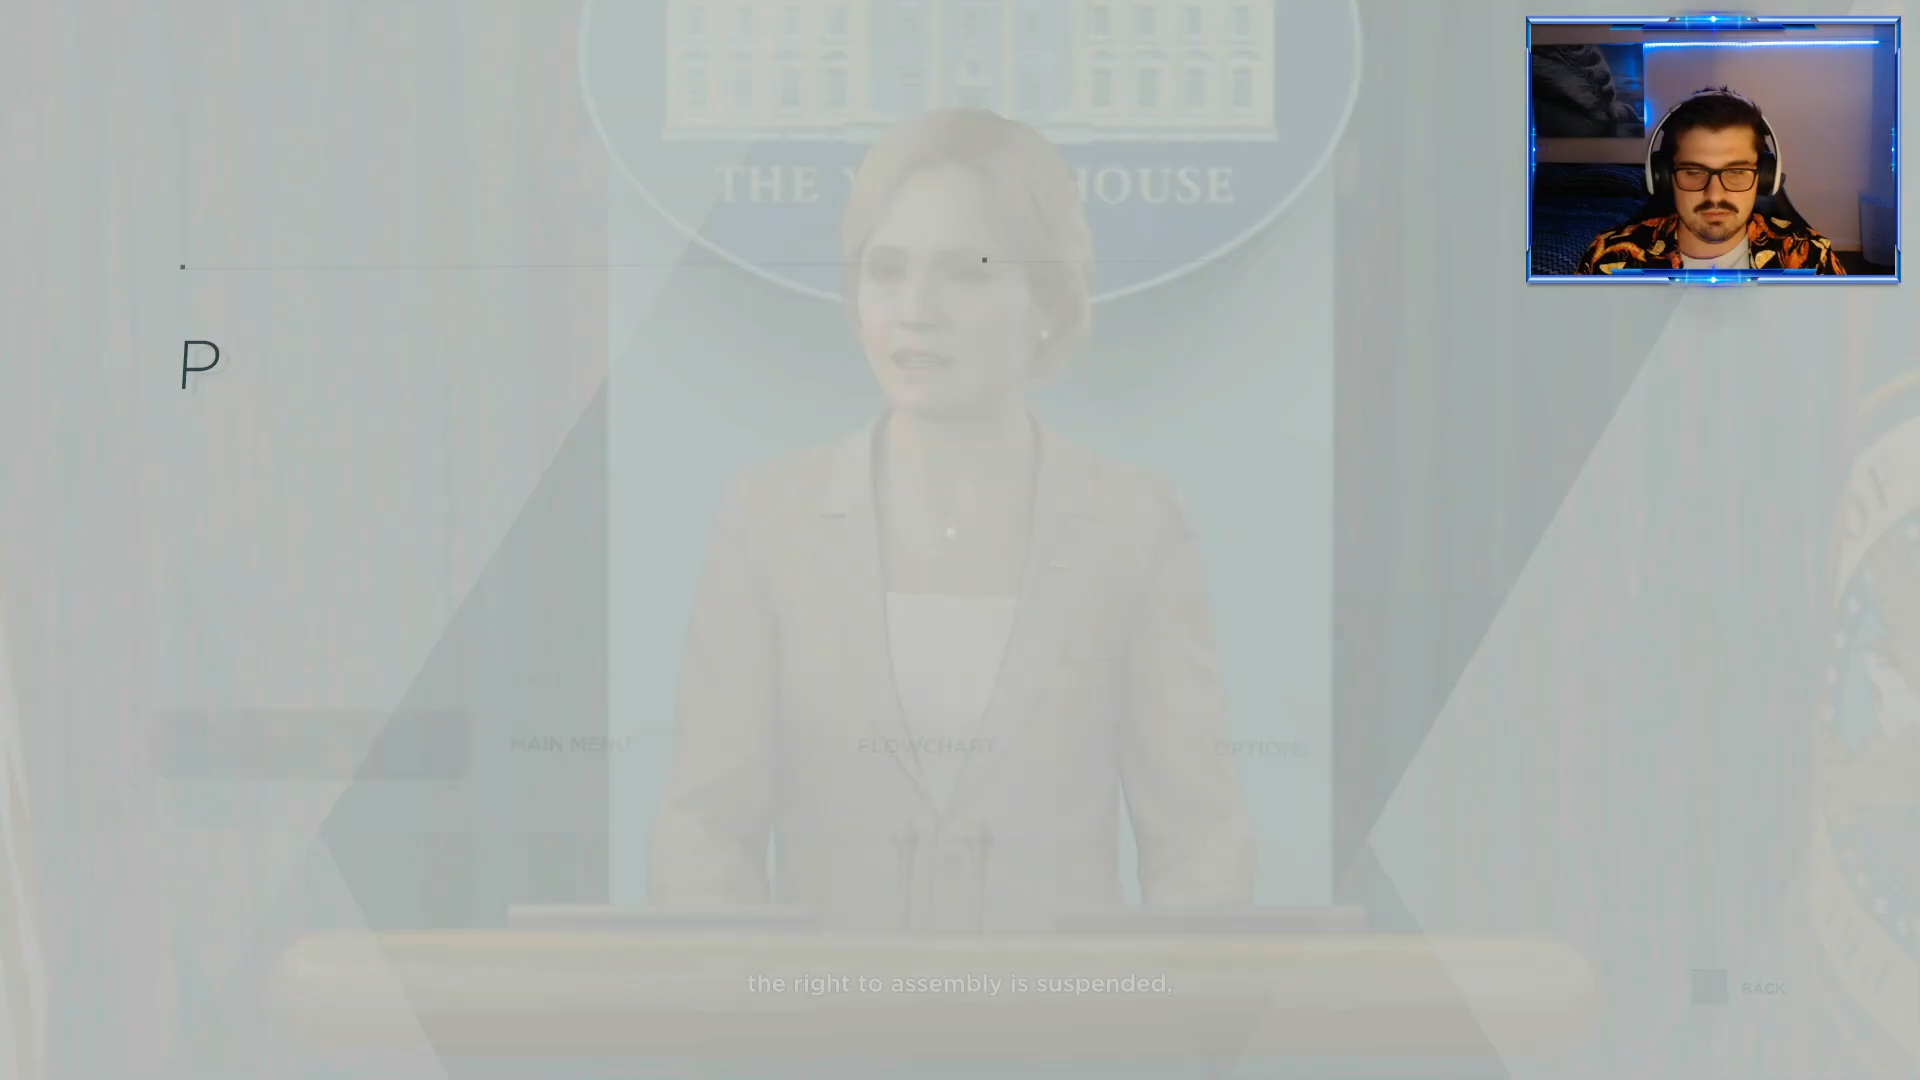 THE HOUSE
P
MAIN MENU
FLOWCHART
OPTIONS
the right to assembly is suspended,
BACK